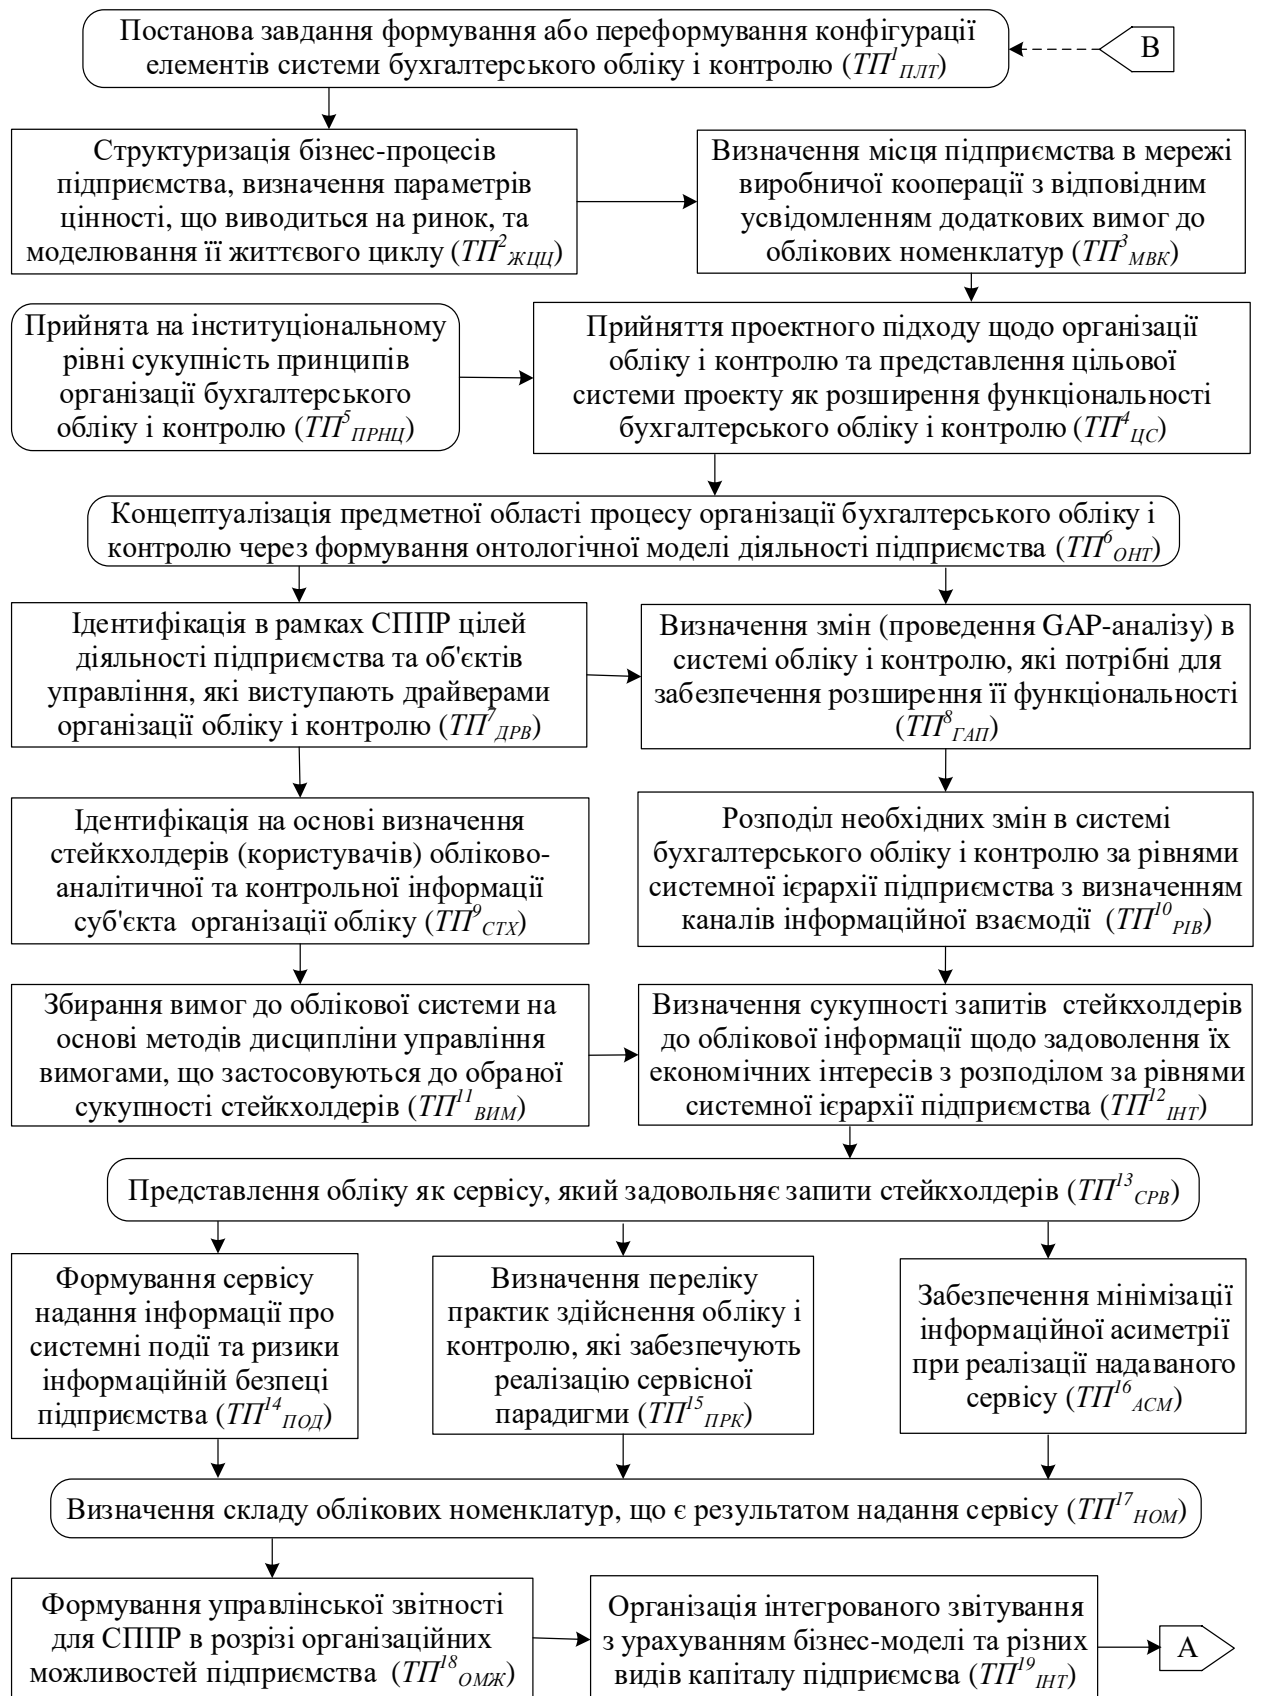 Постанова завдання формування або переформування конфігурації
елементів системи бухгалтерського обліку і контролю (ТП¹ПЛТ)
В
Структуризація бізнес-процесів
підприємства, визначення параметрів
цінності, що виводиться на ринок, та
моделювання її життєвого циклу (ТП²ЖЦЦ)
Визначення місця підприємства в мережі
виробничої кооперації з відповідним
усвідомленням додаткових вимог до
облікових номенклатур (ТП³МВК)
Прийнята на інституціональному
рівні сукупність принципів
організації бухгалтерського
обліку і контролю (ТП⁵ПРНЦ)
Прийняття проектного підходу щодо організації
обліку і контролю та представлення цільової
системи проекту як розширення функціональності
бухгалтерського обліку і контролю (ТП⁴ЦС)
Концептуалізація предметної області процесу організації бухгалтерського обліку і
контролю через формування онтологічної моделі діяльності підприємства (ТП⁶ОНТ)
Ідентифікація в рамках СППР цілей
діяльності підприємства та об'єктів
управління, які виступають драйверами
організації обліку і контролю (ТП⁷ДРВ)
Визначення змін (проведення GAP-аналізу) в
системі обліку і контролю, які потрібні для
забезпечення розширення її функціональності
(ТП⁸ГАП)
Ідентифікація на основі визначення
стейкхолдерів (користувачів) обліково-
аналітичної та контрольної інформації
суб'єкта організації обліку (ТП⁹СТХ)
Розподіл необхідних змін в системі
бухгалтерського обліку і контролю за рівнями
системної ієрархії підприємства з визначенням
каналів інформаційної взаємодії (ТП¹⁰РІВ)
Збирання вимог до облікової системи на
основі методів дисципліни управління
вимогами, що застосовуються до обраної
сукупності стейкхолдерів (ТП¹¹ВИМ)
Визначення сукупності запитів стейкхолдерів
до облікової інформації щодо задоволення їх
економічних інтересів з розподілом за рівнями
системної ієрархії підприємства (ТП¹²ІНТ)
Представлення обліку як сервісу, який задовольняє запити стейкхолдерів (ТП¹³СРВ)
Формування сервісу
надання інформації про
системні події та ризики
інформаційній безпеці
підприємства (ТП¹⁴ПОД)
Визначення переліку
практик здійснення обліку і
контролю, які забезпечують
реалізацію сервісної
парадигми (ТП¹⁵ПРК)
Забезпечення мінімізації
інформаційної асиметрії
при реалізації надаваного
сервісу (ТП¹⁶АСМ)
Визначення складу облікових номенклатур, що є результатом надання сервісу (ТП¹⁷НОМ)
Формування управлінської звітності
для СППР в розрізі організаційних
можливостей підприємства (ТП¹⁸ОМЖ)
Організація інтегрованого звітування
з урахуванням бізнес-моделі та різних
видів капіталу підприємсва (ТП¹⁹ІНТ)
А